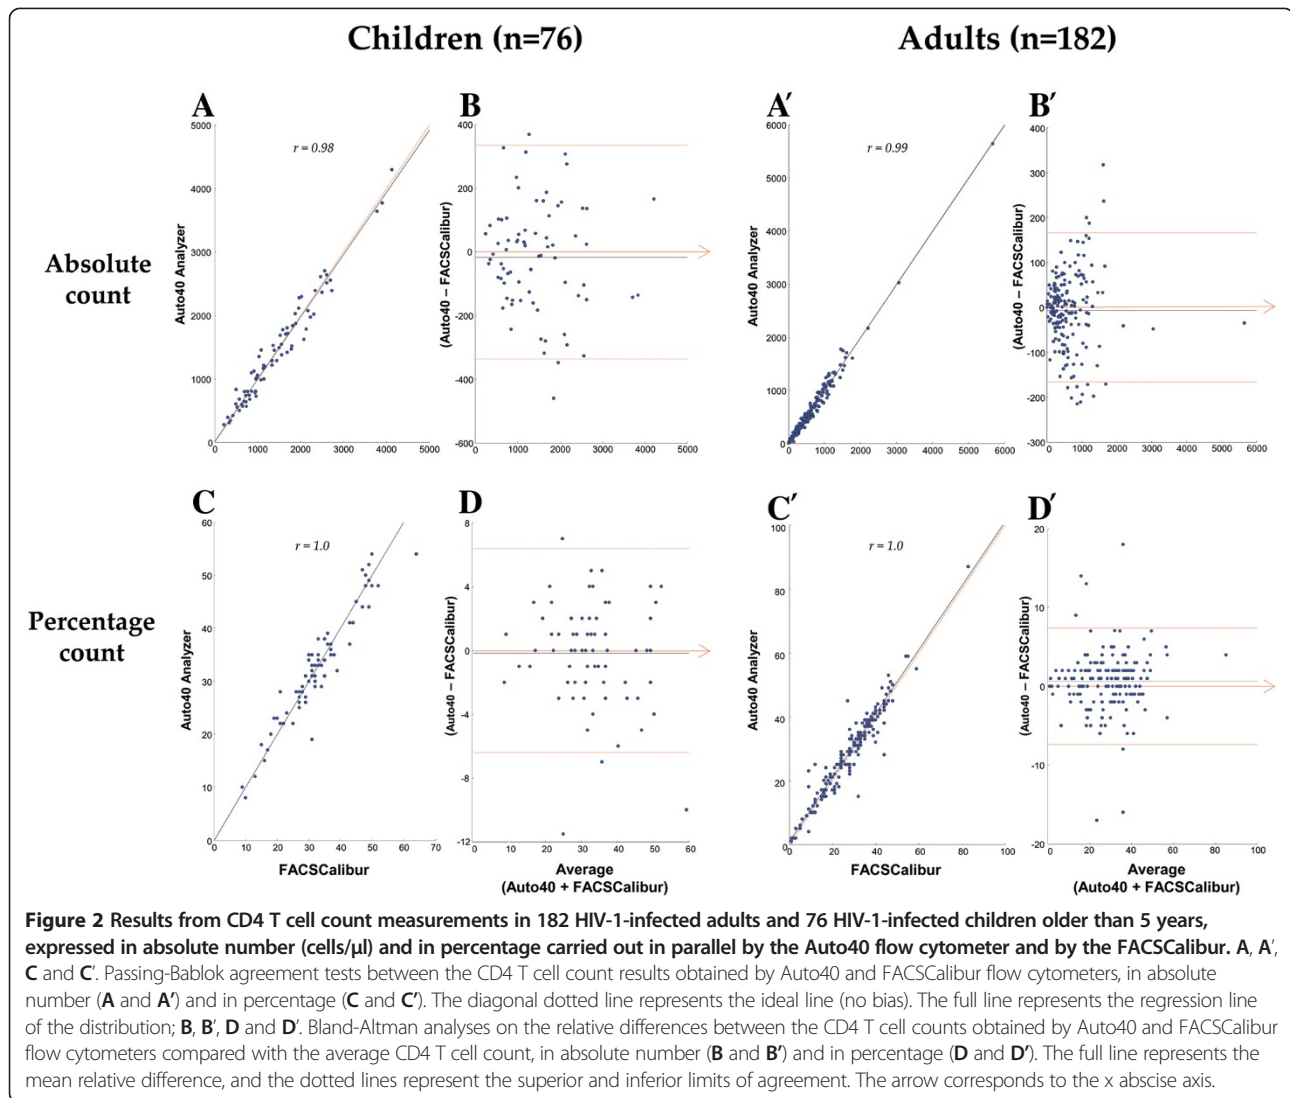 Children (n=76)
Adults (n=182)
A
B
A′
B′
Absolute
count
Auto40 Analyzer
5000
4000
3000
2000
1000
0
r = 0.98
0 1000 2000 3000 4000 5000
(Auto40 – FACSCalibur)
400
200
0
-200
-400
-600
0 1000 2000 3000 4000 5000
Auto40 Analyzer
6000
5000
4000
3000
2000
1000
0
r = 0.99
0 1000 2000 3000 4000 5000 6000
(Auto40 – FACSCalibur)
400
300
200
100
0
-100
-200
-300
0 1000 2000 3000 4000 5000 6000
C
D
C′
D′
Percentage
count
Auto40 Analyzer
60
50
40
30
20
10
0
r = 1.0
0 10 20 30 40 50 60 70
FACSCalibur
(Auto40 – FACSCalibur)
8
6
4
2
0
-2
-4
-8
-12
0 10 20 30 40 50 60
Average
(Auto40 + FACSCalibur)
Auto40 Analyzer
100
80
60
40
20
0
r = 1.0
0 20 40 60 80 100
FACSCalibur
(Auto40 – FACSCalibur)
20
10
0
-10
-20
0 20 40 60 80 100
Average
(Auto40 + FACSCalibur)
Figure 2 Results from CD4 T cell count measurements in 182 HIV-1-infected adults and 76 HIV-1-infected children older than 5 years,
expressed in absolute number (cells/μl) and in percentage carried out in parallel by the Auto40 flow cytometer and by the FACSCalibur. A, A′,
C and C′. Passing-Bablok agreement tests between the CD4 T cell count results obtained by Auto40 and FACSCalibur flow cytometers, in absolute
number (A and A′) and in percentage (C and C′). The diagonal dotted line represents the ideal line (no bias). The full line represents the regression line
of the distribution; B, B′, D and D′. Bland-Altman analyses on the relative differences between the CD4 T cell counts obtained by Auto40 and FACSCalibur
flow cytometers compared with the average CD4 T cell count, in absolute number (B and B′) and in percentage (D and D′). The full line represents the
mean relative difference, and the dotted lines represent the superior and inferior limits of agreement. The arrow corresponds to the x abscise axis.